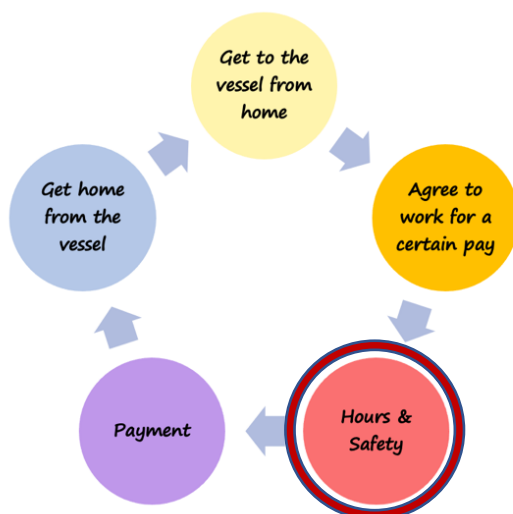 Get to the
vessel from
home
Agree to
work for a
certain pay
Hours &
Safety
Payment
Get home
from the
vessel